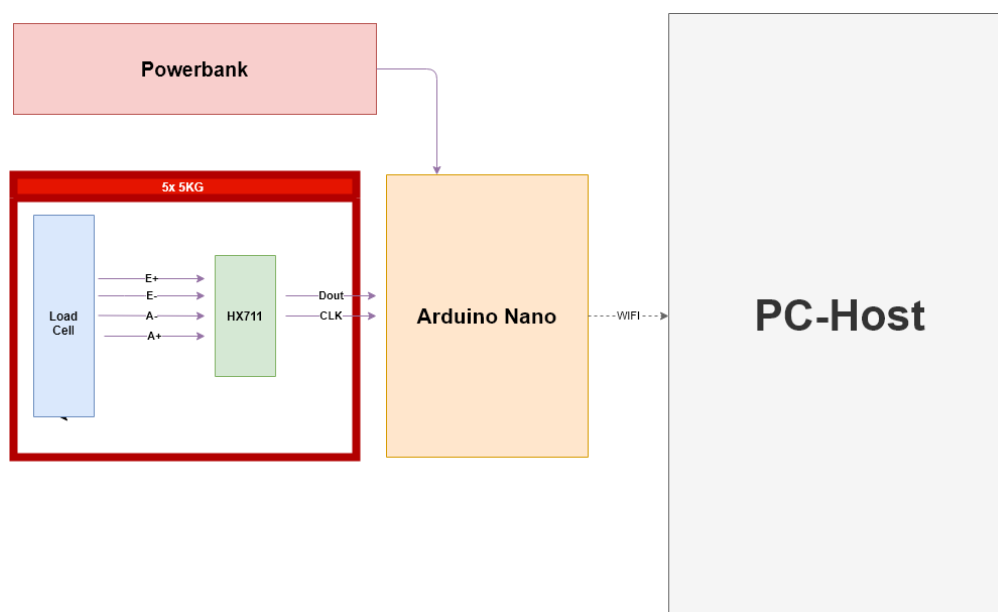 Powerbank
5x 5KG
Load
Cell
E+
E-
A-
A+
HX711
Dout
CLK
Arduino Nano
WIFI
PC-Host